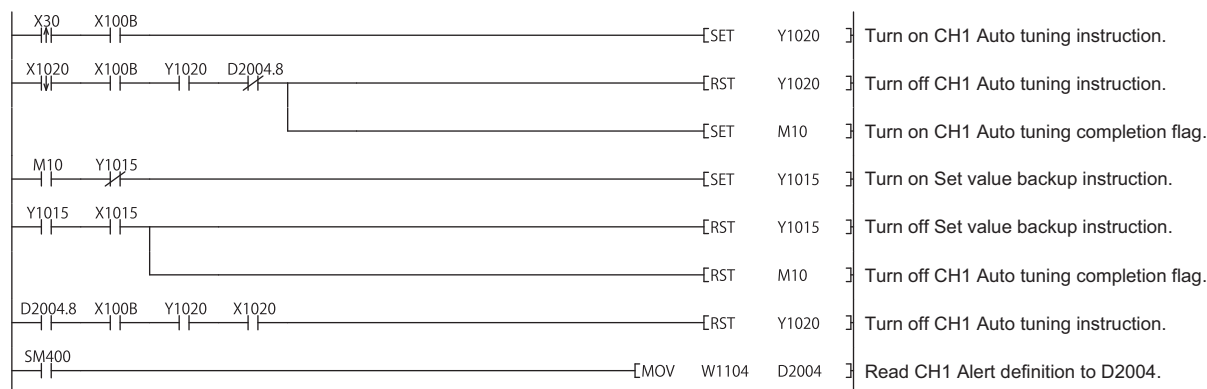 X30 X100B
[SET Y1020 ] Turn on CH1 Auto tuning instruction.
X1020 X100B Y1020 D2004.8
[RST Y1020 ] Turn off CH1 Auto tuning instruction.
[SET M10 ] Turn on CH1 Auto tuning completion flag.
M10 Y1015
[SET Y1015 ] Turn on Set value backup instruction.
Y1015 X1015
[RST Y1015 ] Turn off Set value backup instruction.
[RST M10 ] Turn off CH1 Auto tuning completion flag.
D2004.8 X100B Y1020 X1020
[RST Y1020 ] Turn off CH1 Auto tuning instruction.
SM400
[MOV W1104 D2004 ] Read CH1 Alert definition to D2004.